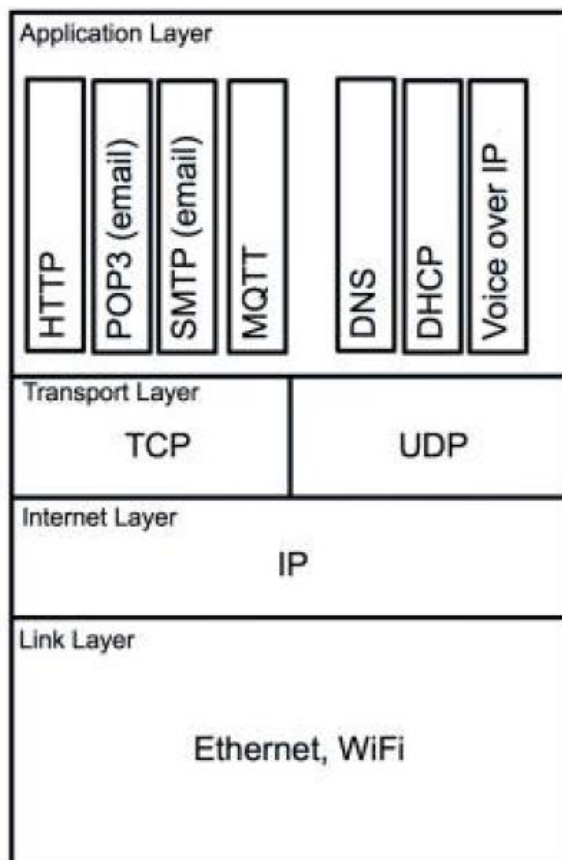 Application Layer
HTTP
POP3 (email)
SMTP (email)
MQTT
DNS
DHCP
Voice over IP
Transport Layer
TCP
UDP
Internet Layer
IP
Link Layer
Ethernet, WiFi